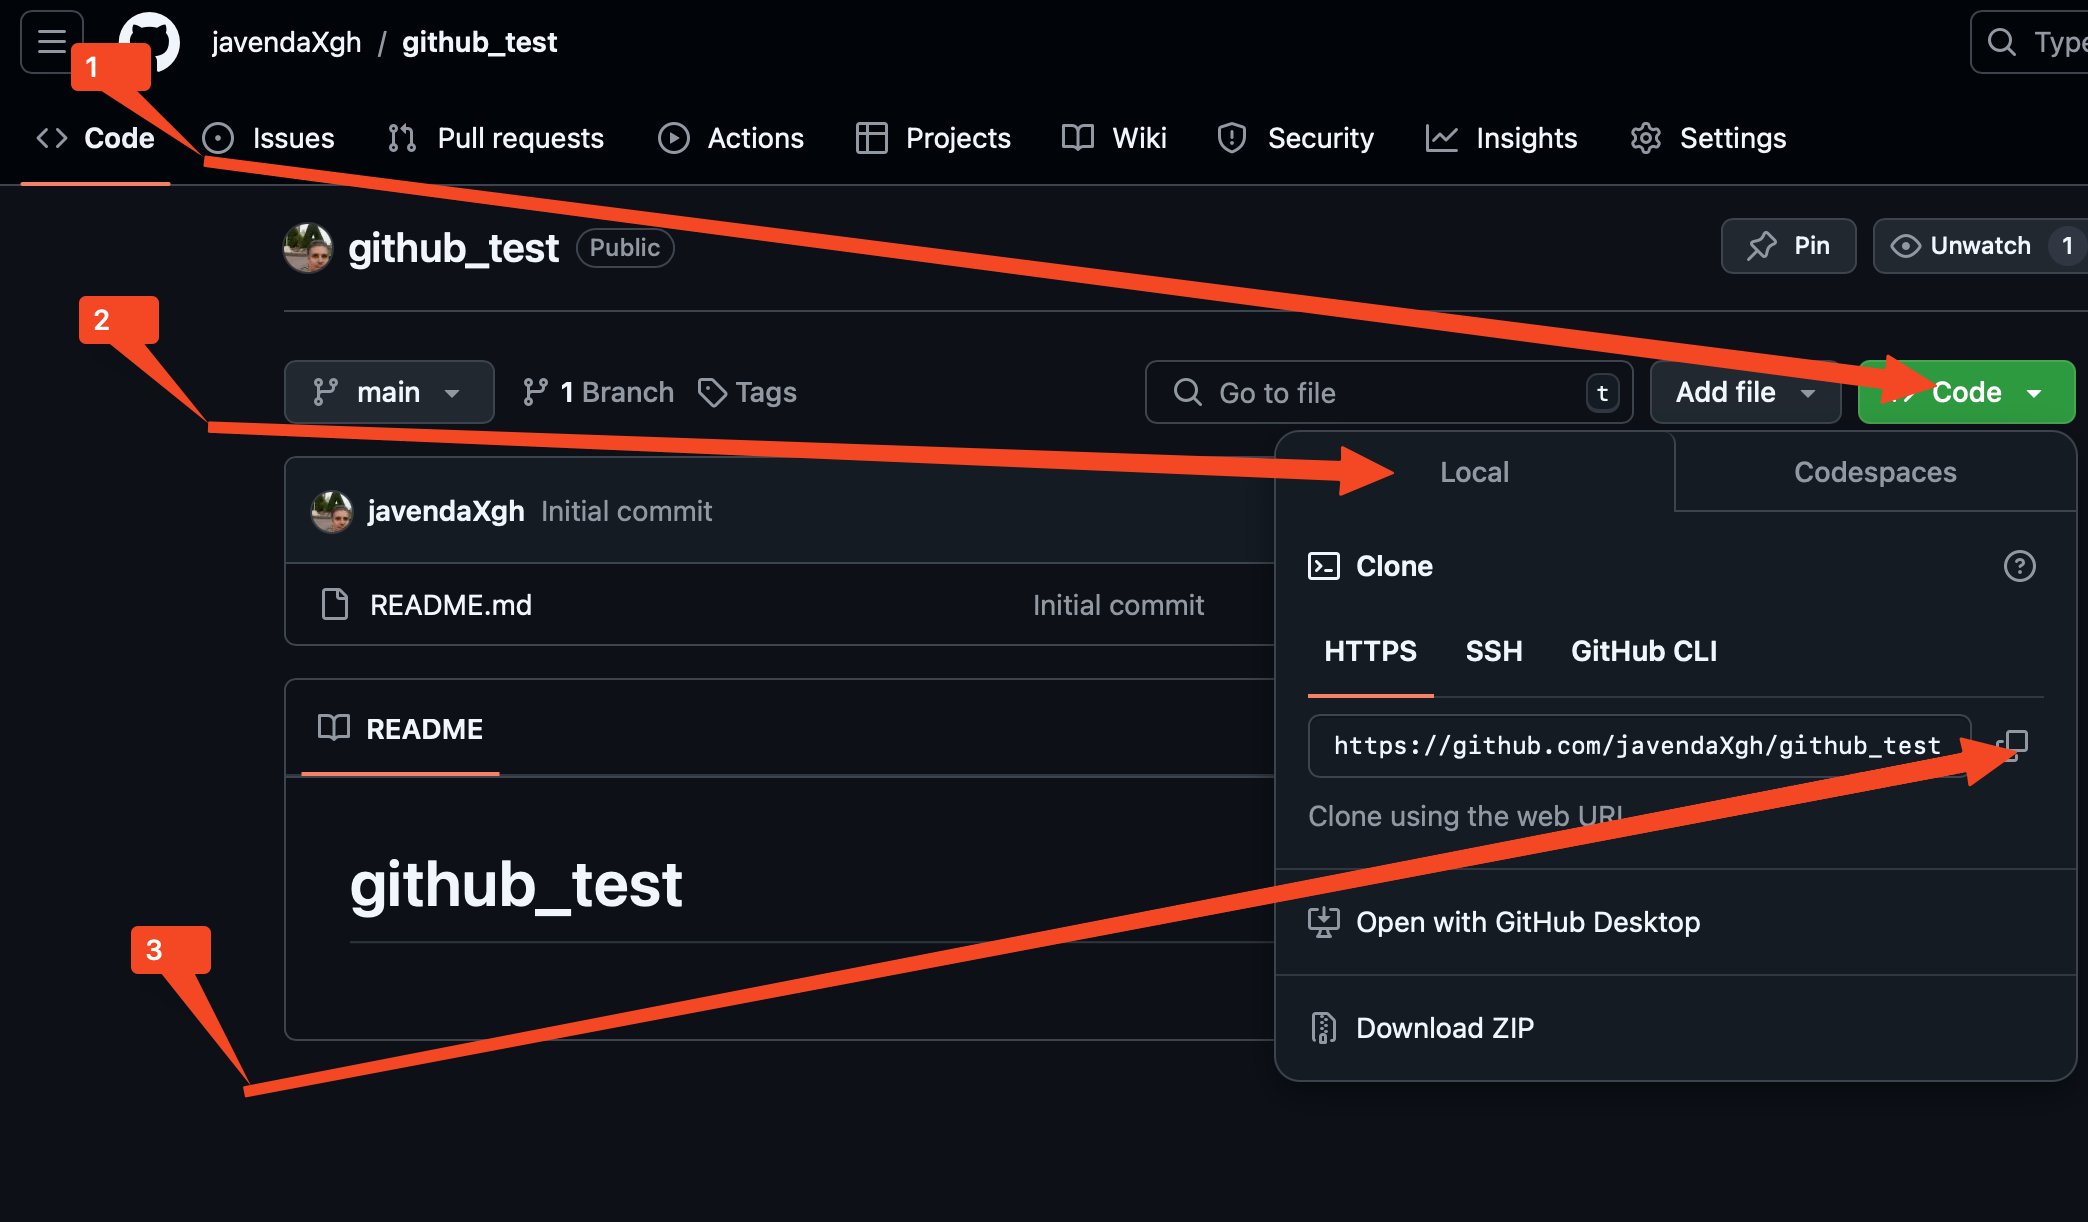 javendaXgh / github_test
Type
1
Code Issues Pull requests Actions Projects Wiki Security Insights Settings
github_test Public
Pin Unwatch 1
2
main 1 Branch Tags Go to file t Add file Code
Local Codespaces
javendaXgh Initial commit
Clone
README.md Initial commit
HTTPS SSH GitHub CLI
README
https://github.com/javendaXgh/github_test
Clone using the web URL
github_test
Open with GitHub Desktop
3
Download ZIP